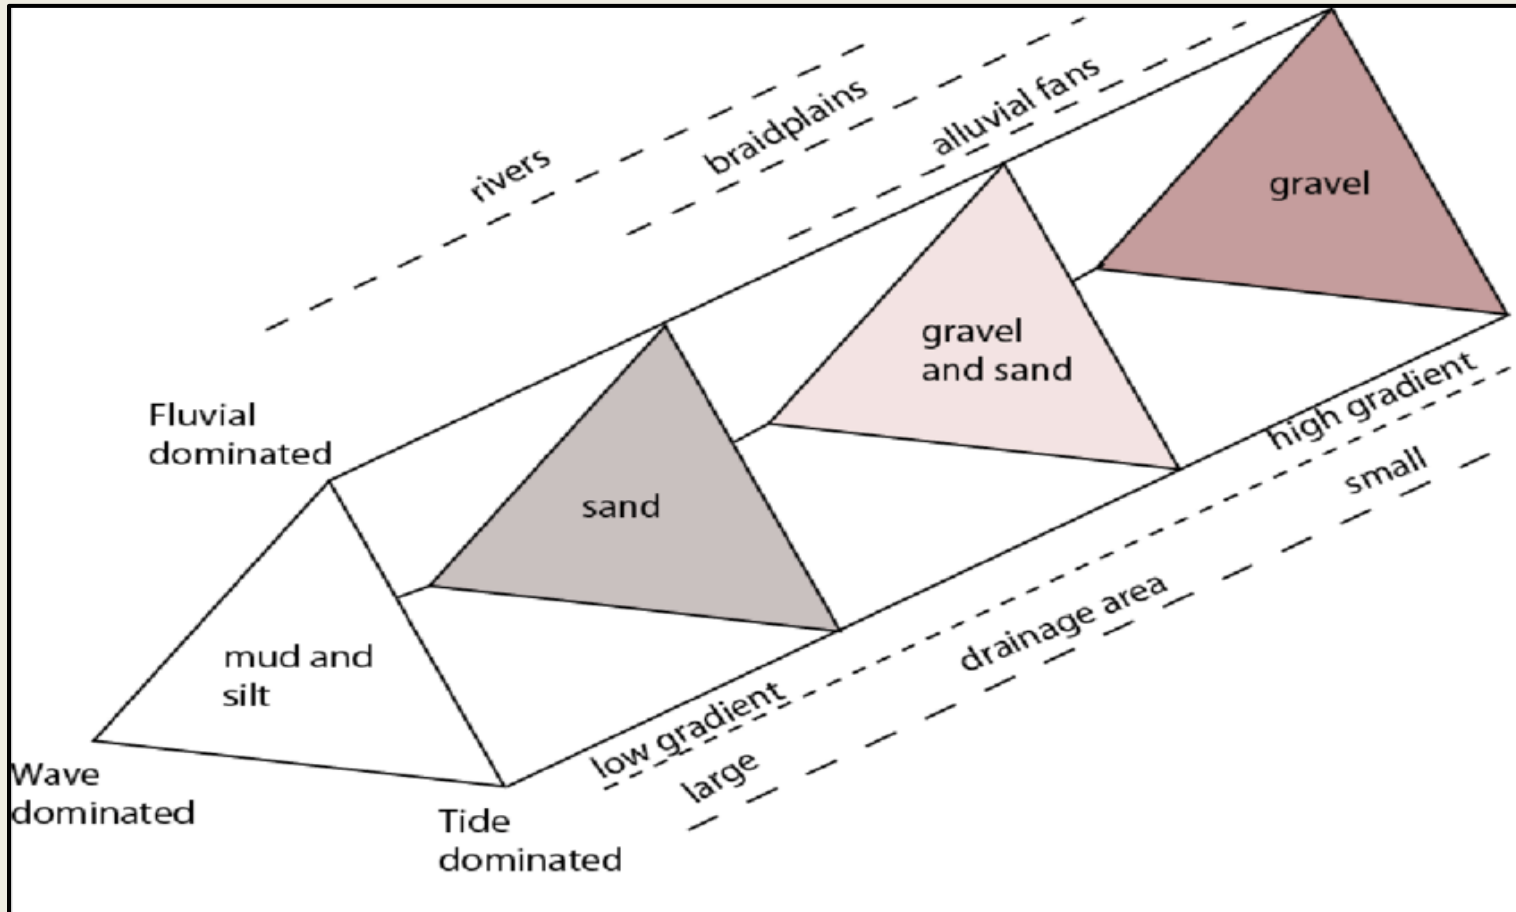 rivers
braidplains
alluvial fans
gravel
gravel
and sand
high gradient
small
Fluvial
dominated
sand
drainage area
mud and
silt
low gradient
large
Wave
dominated
Tide
dominated